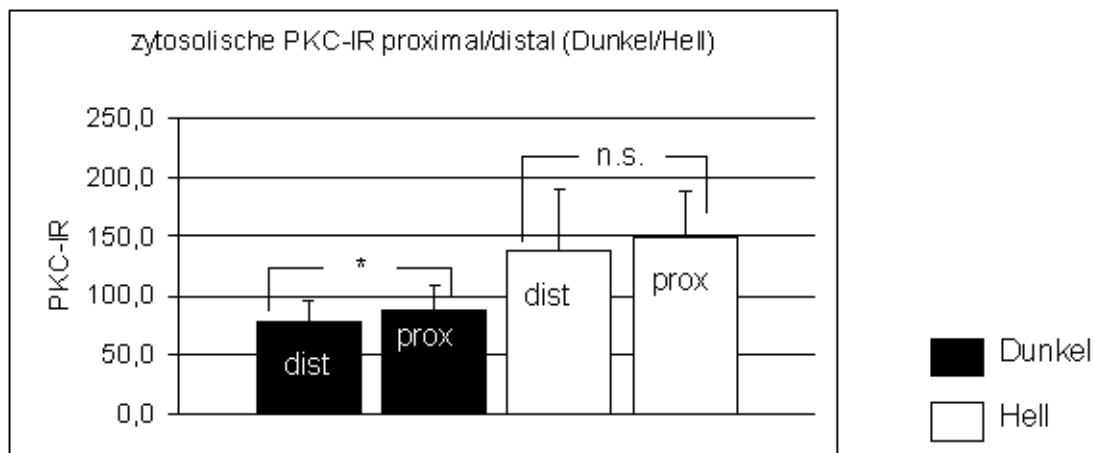 zytosolische PKC-IR proximal/distal (Dunkel/Hell)
250,0
200,0
150,0
100,0
50,0
0,0
PKC-IR
*
n.s.
dist
prox
dist
prox
Dunkel
Hell